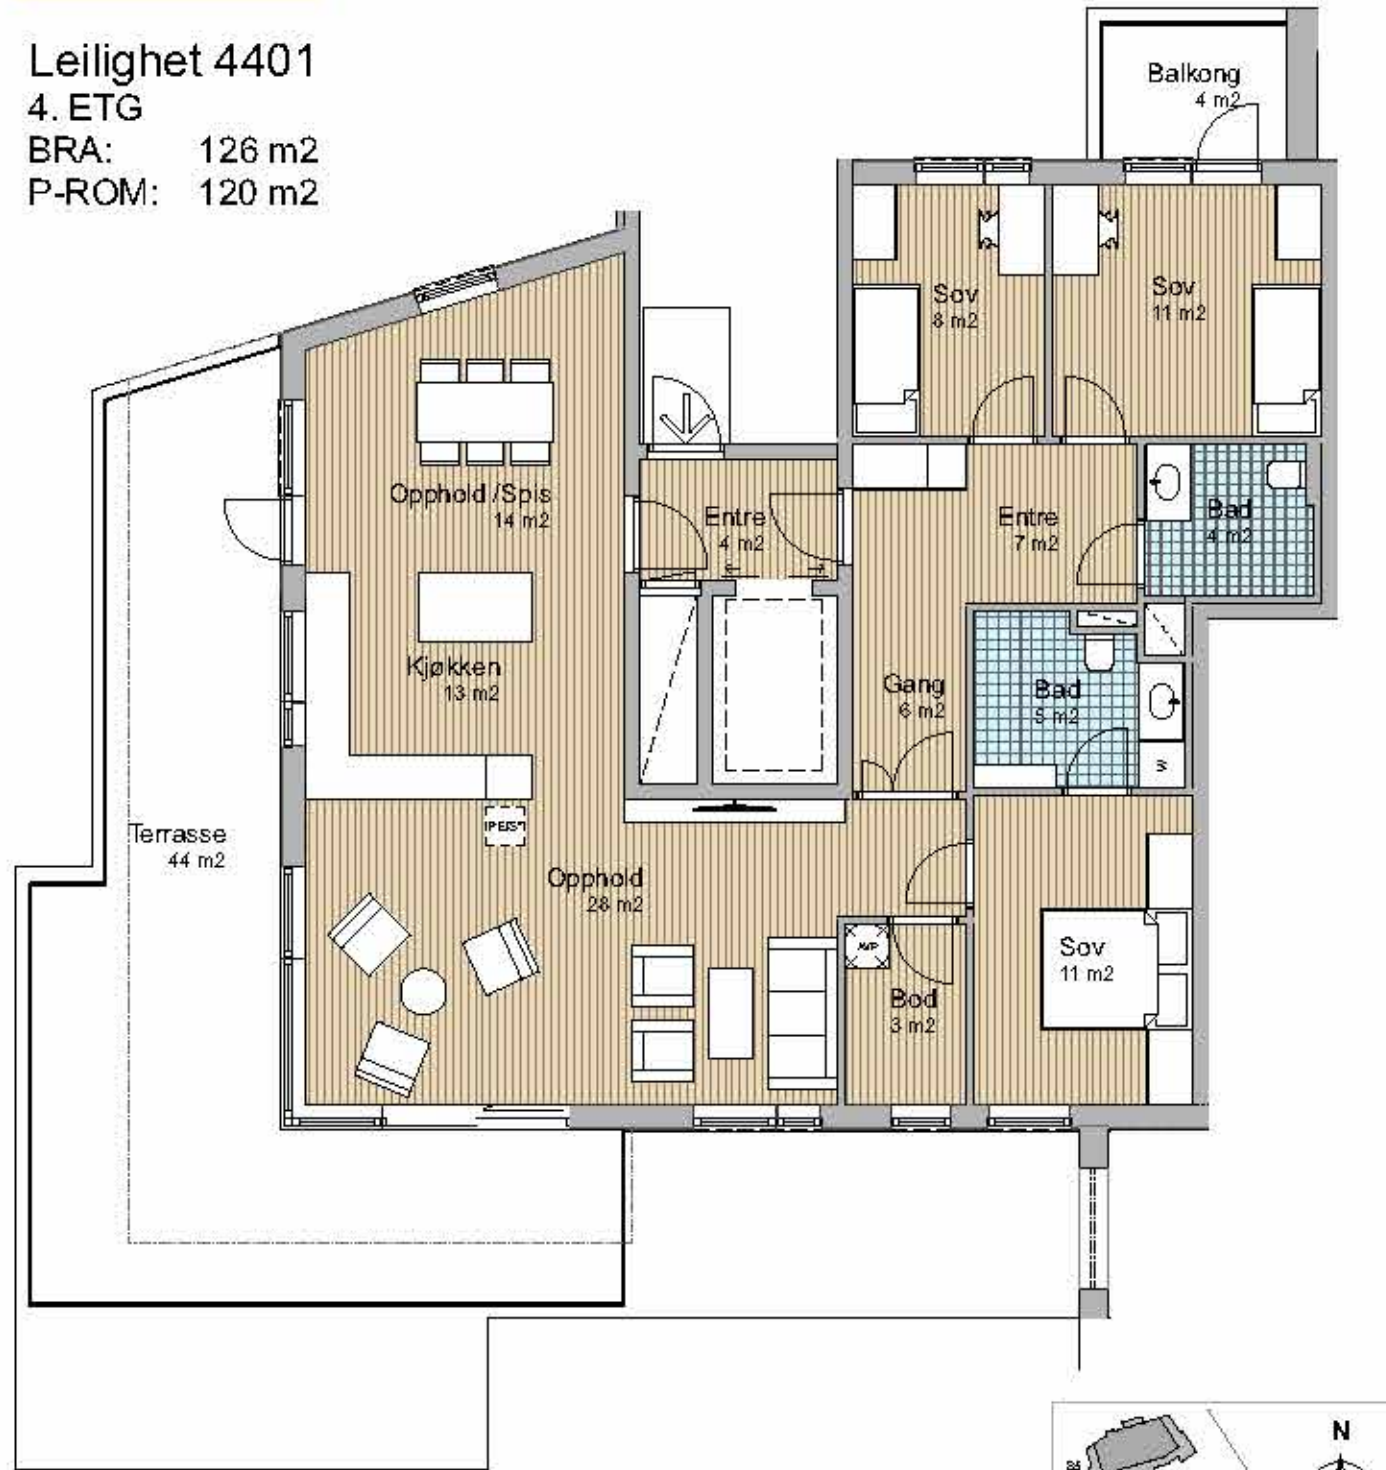 Leilighet 4401
4. ETG
BRA: 126 m2
P-ROM: 120 m2
Balkong
4 m2
Sov
8 m2
Sov
11 m2
Opphold /Spis
14 m2
Entre
4 m2
Entre
7 m2
Bad
4 m2
Kjøkken
13 m2
Gang
6 m2
Bad
5 m2
Terrasse
44 m2
Opphold
28 m2
Sov
11 m2
Bod
3 m2
N